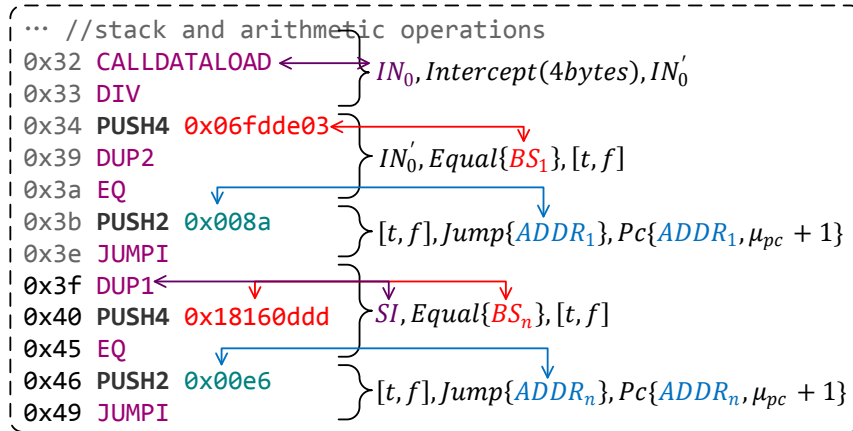 ··· //stack and arithmetic operations
0x32 CALLDATALOAD
0x33 DIV
IN₀, Intercept(4bytes), IN₀′
0x34 PUSH4 0x06fdde03
0x39 DUP2
0x3a EQ
IN₀′, Equal{BS₁}, [t, f]
0x3b PUSH2 0x008a
0x3e JUMPI
[t, f], Jump{ADDR₁}, Pc{ADDR₁, μ_pc + 1}
0x3f DUP1
0x40 PUSH4 0x18160ddd
0x45 EQ
SI, Equal{BSₙ}, [t, f]
0x46 PUSH2 0x00e6
0x49 JUMPI
[t, f], Jump{ADDRₙ}, Pc{ADDRₙ, μ_pc + 1}